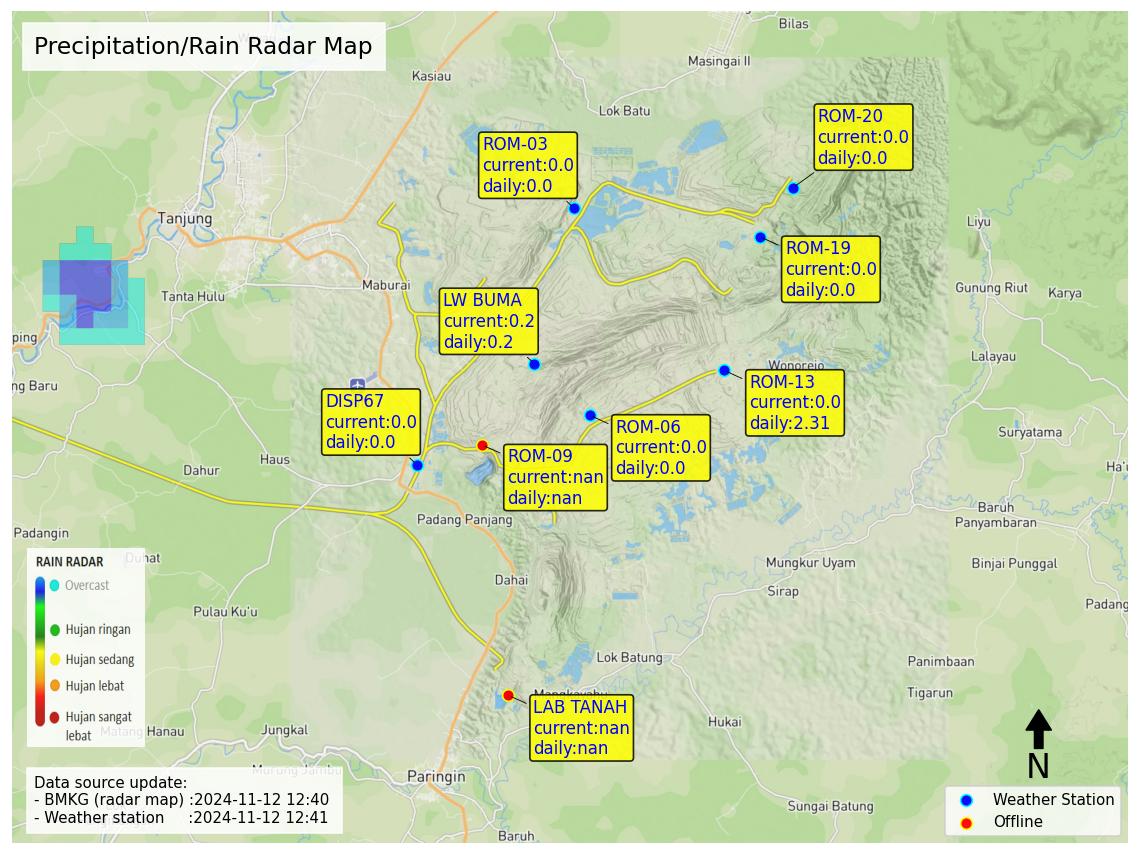 Precipitation/Rain Radar Map
Bilas
Masingai II
Kasiau
Lok Batu
ROM-20
current:0.0
daily:0.0
ROM-03
current:0.0
daily:0.0
Tanjung
Liyu
ROM-19
current:0.0
daily:0.0
Maburai
Tanta Hulu
Gunung Riut
Karya
LW BUMA
current:0.2
daily:0.2
ping
Lalayau
Wonorejo
ng Baru
ROM-13
current:0.0
daily:2.31
DISP67
current:0.0
daily:0.0
ROM-06
current:0.0
daily:0.0
Suryatama
ROM-09
current:nan
daily:nan
Haus
Dahur
Ha'u
Baruh
Panyambaran
Padang Panjang
Padangin
Duhat
Mungkur Uyam
Binjai Punggal
RAIN RADAR
Overcast
Hujan ringan
Hujan sedang
Hujan lebat
Hujan sangat
lebat
Dahai
Sirap
Padang
Pulau Ku'u
Lok Batung
Panimbaan
Tigarun
LAB TANAH
current:nan
daily:nan
Hukai
Matang Hanau
Jungkal
N
Murung Jambu
Paringin
Data source update:
- BMKG (radar map) :2024-11-12 12:40
- Weather station :2024-11-12 12:41
Sungai Batung
Baruh
Weather Station
Offline